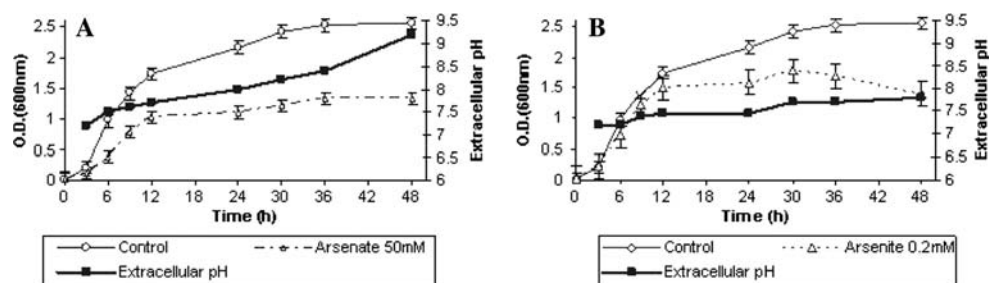 A
O.D.(600nm)
2.5
2
1.5
1
0.5
0
9.5
9
8.5
8
7.5
7
6.5
6
Extracellular pH
0 6 12 18 24 30 36 42 48
Time (h)
Control Arsenate 50mM
Extracellular pH
B
O.D.(600nm)
2.5
2
1.5
1
0.5
0
9.5
9
8.5
8
7.5
7
6.5
6
Extracellular pH
0 6 12 18 24 30 36 42 48
Time (h)
Control Arsenite 0.2mM
Extracellular pH